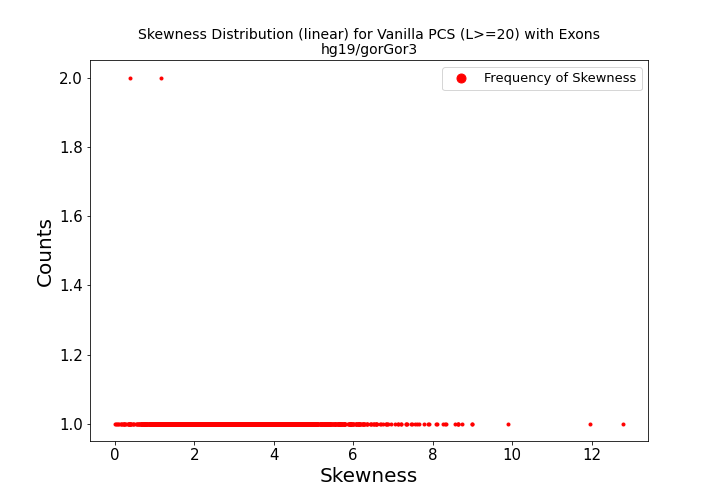 Skewness Distribution (linear) for Vanilla PCS (L>=20) with Exons
hg19/gorGor3
Frequency of Skewness
Counts
2.0
1.8
1.6
1.4
1.2
1.0
0 2 4 6 8 10 12
Skewness